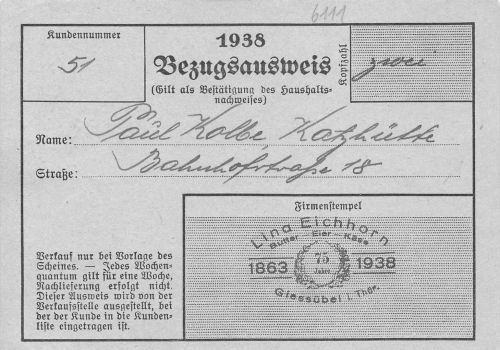 6111
Kundennummer
51
1938
Bezugsausweis
(Gilt als Bestätigung des Haushalts-
nachweises)
Kopfzahl
zwei
Name: Paul Kolbe, Katzhütte
Straße: Bahnhofstraße 18
Verkauf nur bei Vorlage des
Scheines. — Jedes Wochen-
quantum gilt für eine Woche,
Nachlieferung erfolgt nicht.
Dieser Ausweis wird von der
Verkaufsstelle ausgestellt, bei
der der Kunde in die Kunden-
liste eingetragen ist.
Firmenstempel
Lina Eichhorn
Butter - Eier - Käse
1863 75 1938
Jahre
Giessübel i. Thür.